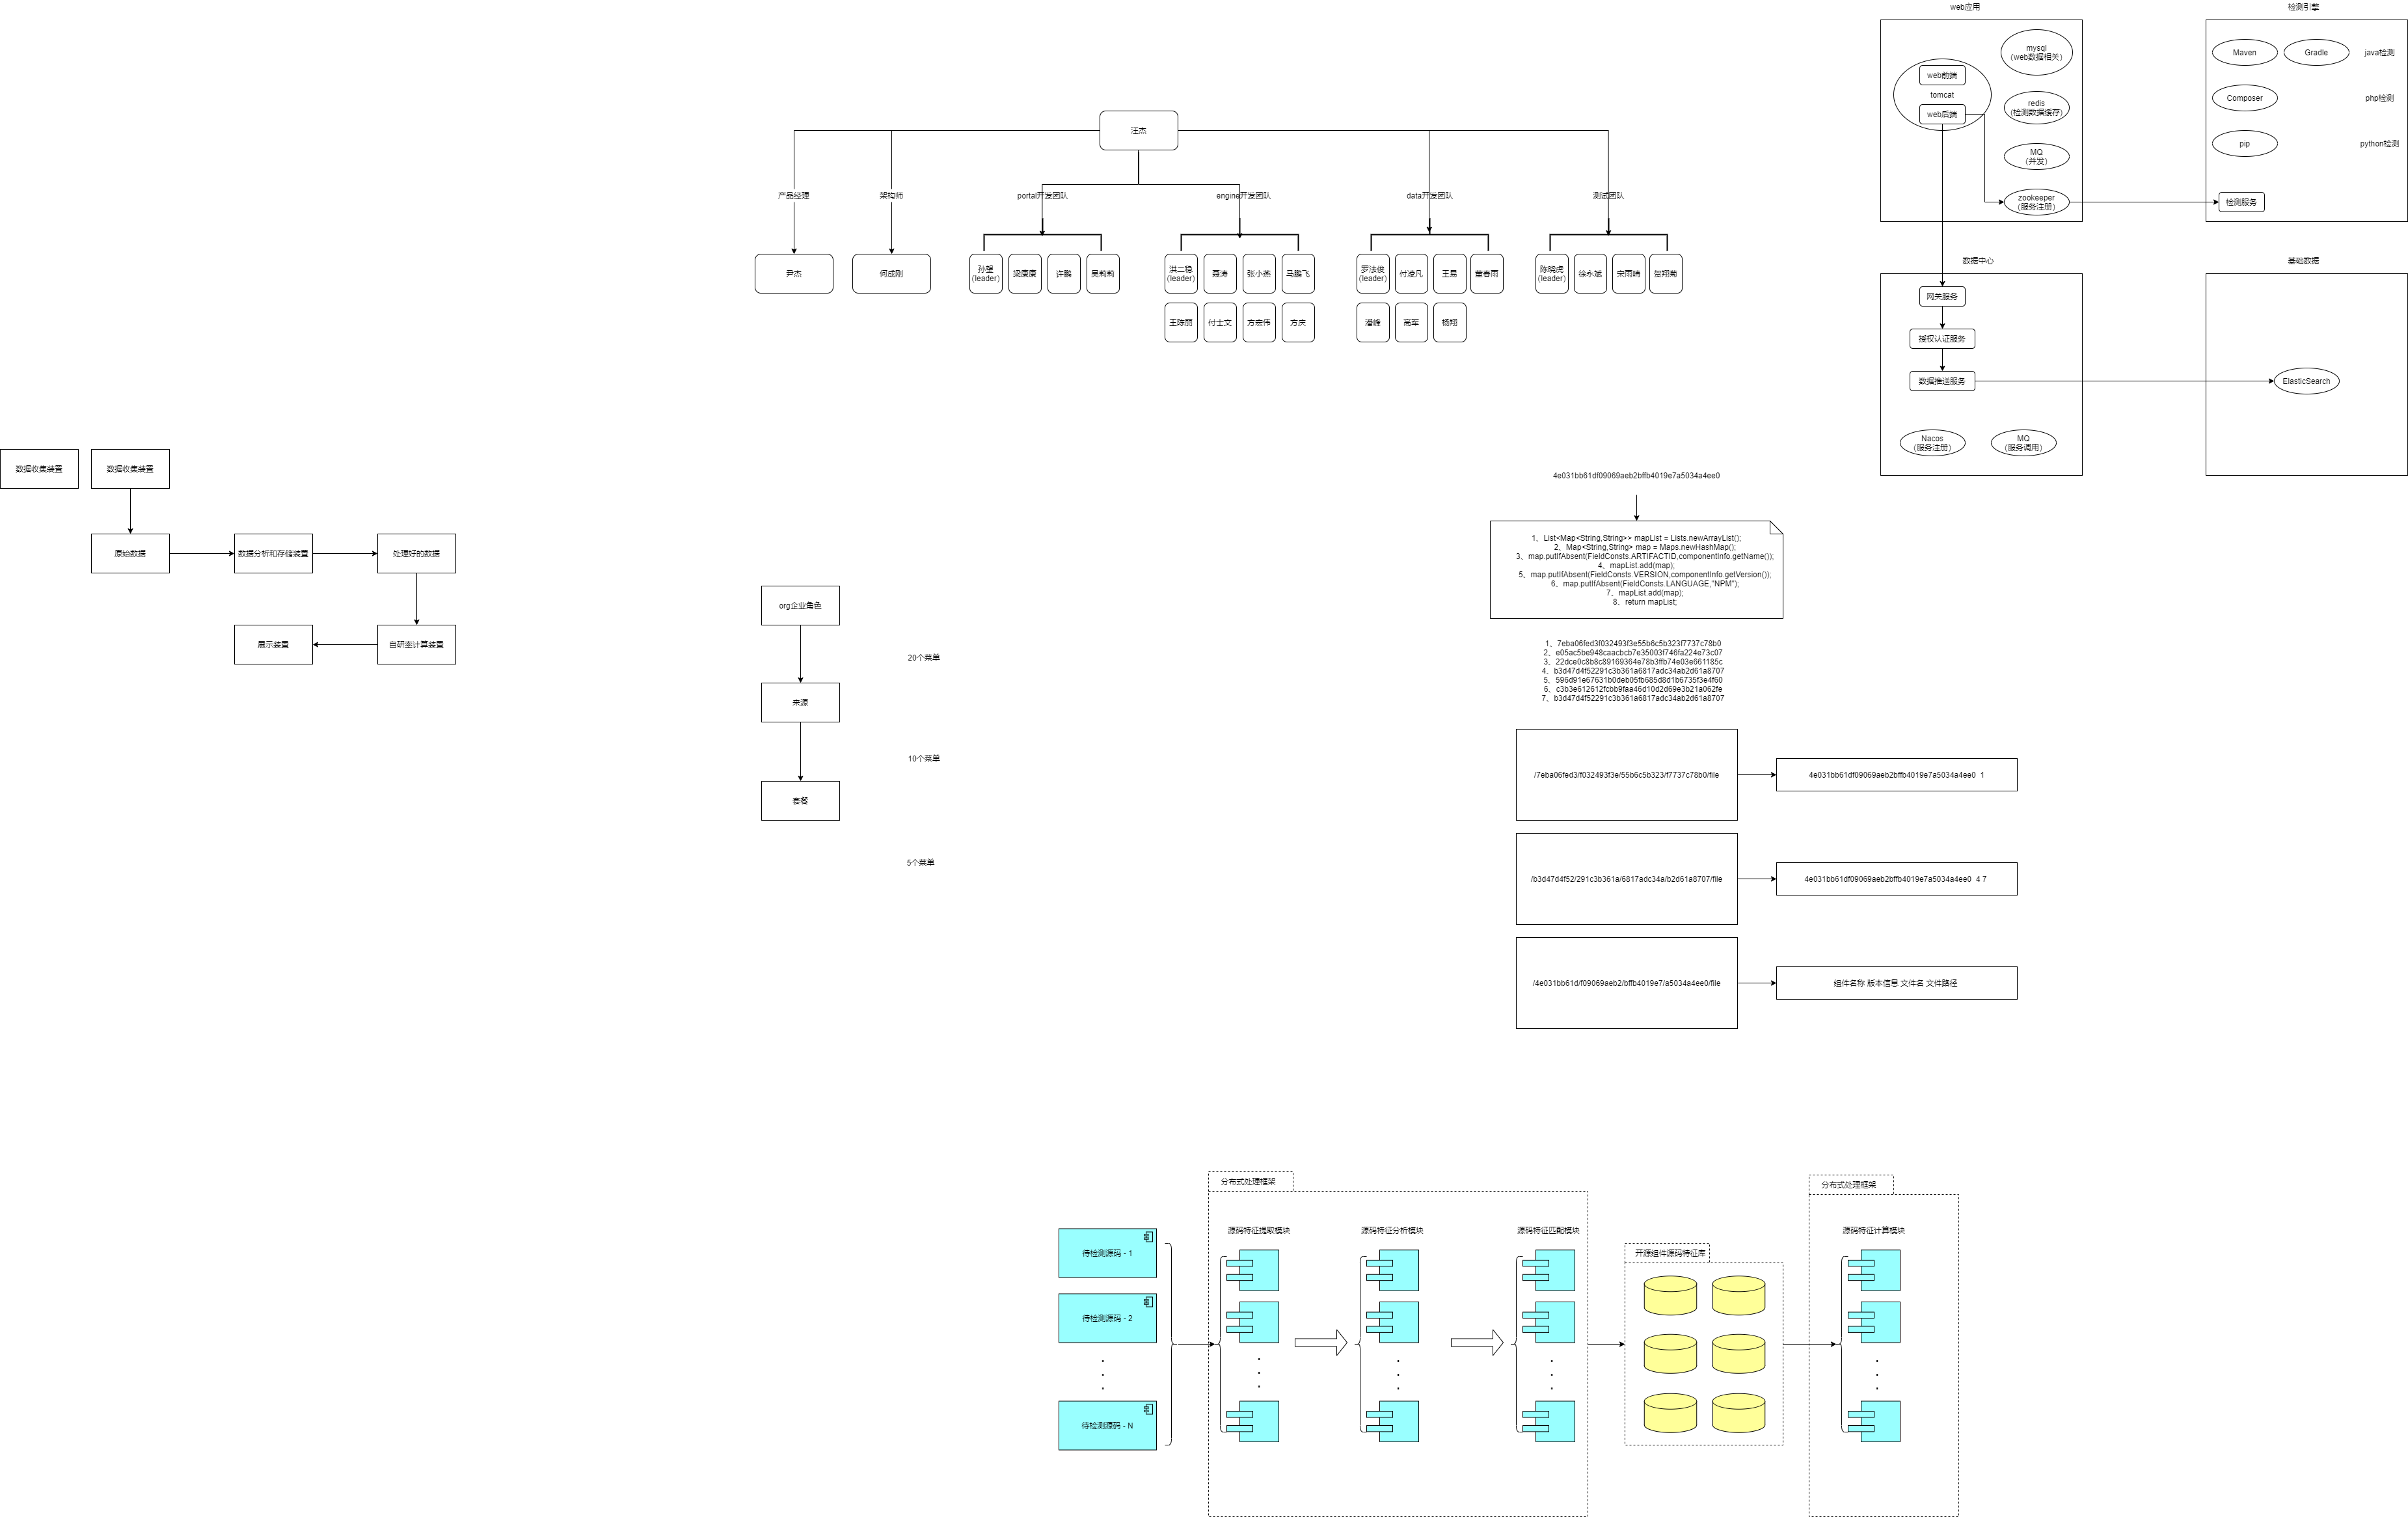 web应用
检测引擎
mysql
(web数据相关)
web前端
tomcat
web后端
redis
(检测数据缓存)
MQ
(并发)
zookeeper
(服务注册)
Maven
Gradle
java检测
Composer
php检测
pip
python检测
检测服务
汪杰
产品经理
架构师
portal开发团队
engine开发团队
data开发团队
测试团队
尹杰
何成刚
孙望
(leader)
梁康康
许鹏
吴莉莉
洪二稳
(leader)
聂涛
张小燕
马鹏飞
罗法俊
(leader)
付凌凡
王易
董春雨
陈晓虎
(leader)
徐永斌
宋雨晴
贺翔菊
王陈丽
付士文
方宏伟
方庆
潘峰
高军
杨翔
数据中心
基础数据
网关服务
授权认证服务
数据推送服务
ElasticSearch
Nacos
(服务注册)
MQ
(服务调用)
数据收集装置
数据收集装置
原始数据
数据分析和存储装置
处理好的数据
展示装置
自研率计算装置
org企业角色
20个菜单
来源
10个菜单
套餐
5个菜单
4e031bb61df09069aeb2bffb4019e7a5034a4ee0
1、List<Map<String,String>> mapList = Lists.newArrayList();
2、Map<String,String> map = Maps.newHashMap();
3、map.putIfAbsent(FieldConsts.ARTIFACTID,componentInfo.getName());
4、mapList.add(map);
5、map.putIfAbsent(FieldConsts.VERSION,componentInfo.getVersion());
6、map.putIfAbsent(FieldConsts.LANGUAGE,"NPM");
7、mapList.add(map);
8、return mapList;
1、7eba06fed3f032493f3e55b6c5b323f7737c78b0
2、e05ac5be948caacbcb7e35003f746fa224e73c07
3、22dce0c8b8c89169364e78b3ffb74e03e661185c
4、b3d47d4f52291c3b361a6817adc34ab2d61a8707
5、596d91e67631b0deb05fb685d8d1b6735f3e4f60
6、c3b3e612612fcbb9faa46d10d2d69e3b21a062fe
7、b3d47d4f52291c3b361a6817adc34ab2d61a8707
/7eba06fed3/f032493f3e/55b6c5b323/f7737c78b0/file
4e031bb61df09069aeb2bffb4019e7a5034a4ee0 1
/b3d47d4f52/291c3b361a/6817adc34a/b2d61a8707/file
4e031bb61df09069aeb2bffb4019e7a5034a4ee0 4 7
/4e031bb61d/f09069aeb2/bffb4019e7/a5034a4ee0/file
组件名称 版本信息 文件名 文件路径
分布式处理框架
分布式处理框架
源码特征提取模块
源码特征分析模块
源码特征匹配模块
源码特征计算模块
开源组件源码特征库
待检测源码 - 1
待检测源码 - 2
待检测源码 - N